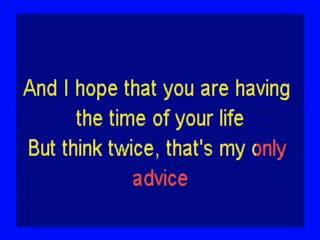 And I hope that you are having
the time of your life
But think twice, that's my only
advice